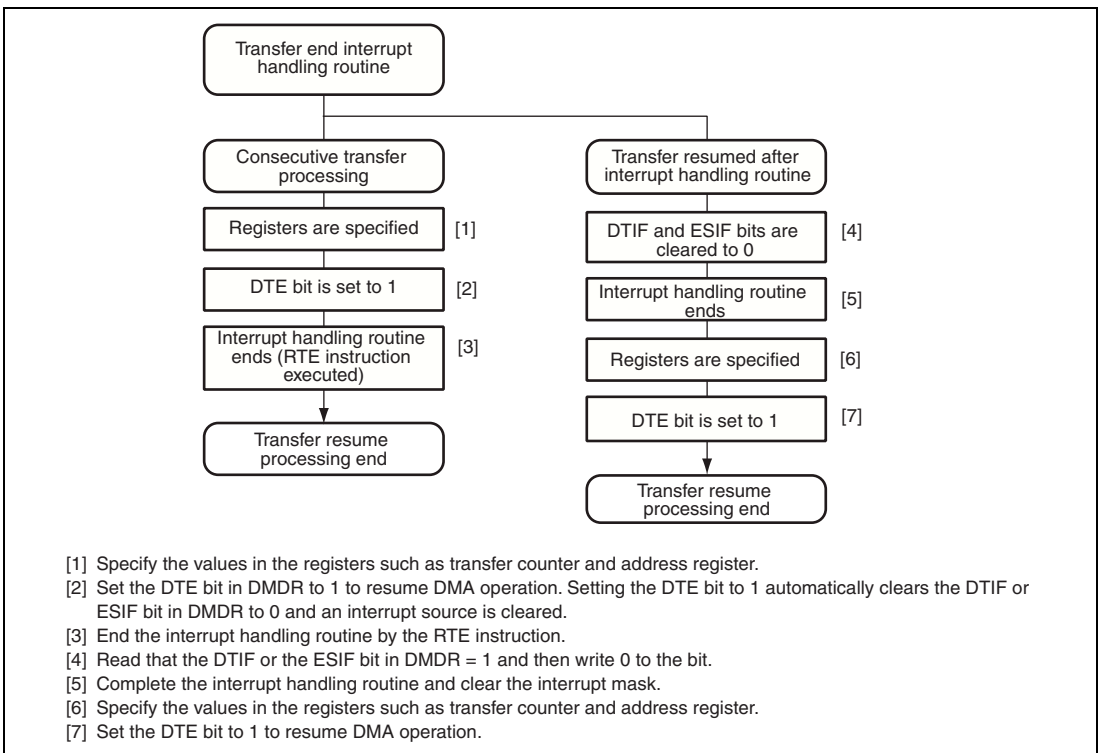 Transfer end interrupt
handling routine
Consecutive transfer
processing
Registers are specified [1]
DTE bit is set to 1 [2]
Interrupt handling routine
ends (RTE instruction
executed) [3]
Transfer resume
processing end
Transfer resumed after
interrupt handling routine
DTIF and ESIF bits are
cleared to 0 [4]
Interrupt handling routine
ends [5]
Registers are specified [6]
DTE bit is set to 1 [7]
Transfer resume
processing end
[1] Specify the values in the registers such as transfer counter and address register.
[2] Set the DTE bit in DMDR to 1 to resume DMA operation. Setting the DTE bit to 1 automatically clears the DTIF or
ESIF bit in DMDR to 0 and an interrupt source is cleared.
[3] End the interrupt handling routine by the RTE instruction.
[4] Read that the DTIF or the ESIF bit in DMDR = 1 and then write 0 to the bit.
[5] Complete the interrupt handling routine and clear the interrupt mask.
[6] Specify the values in the registers such as transfer counter and address register.
[7] Set the DTE bit to 1 to resume DMA operation.